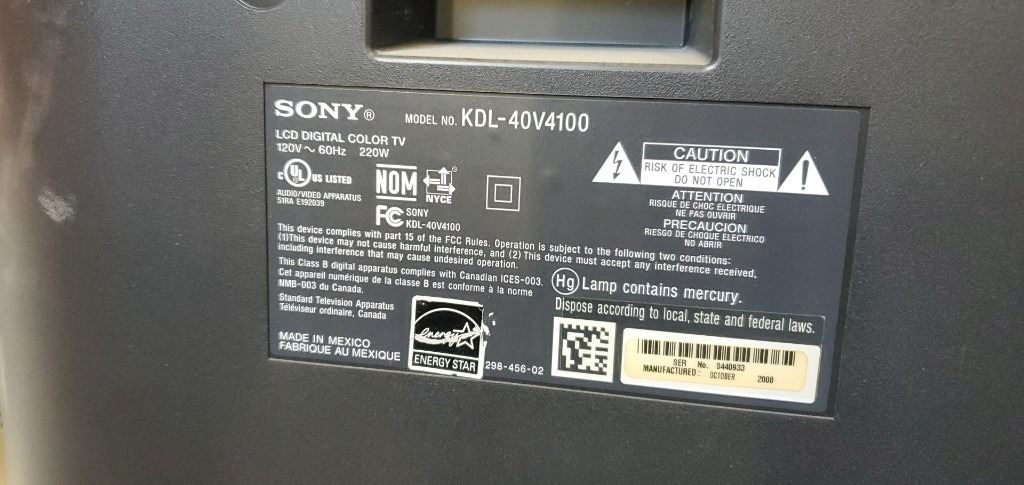 SONY®
MODEL NO. KDL-40V4100
LCD DIGITAL COLOR TV
120V ~ 60Hz 220W
C UL US LISTED
AUDIO/VIDEO APPARATUS
51RA E192039
NOM
NYCE
FC SONY
KDL-40V4100
CAUTION
RISK OF ELECTRIC SHOCK
DO NOT OPEN
ATTENTION
RISQUE DE CHOC ELECTRIQUE
NE PAS OUVRIR
PRECAUCION
RIESGO DE CHOQUE ELECTRICO
NO ABRIR
This device complies with part 15 of the FCC Rules. Operation is subject to the following two conditions:
(1)This device may not cause harmful interference, and (2) This device must accept any interference received,
including interference that may cause undesired operation.
This Class B digital apparatus complies with Canadian ICES-003.
Cet appareil numérique de la classe B est conforme à la norme
NMB-003 du Canada.
Standard Television Apparatus
Téléviseur ordinaire, Canada
MADE IN MEXICO
FABRIQUE AU MEXIQUE
energy
ENERGY STAR
298-456-02
Hg Lamp contains mercury.
Dispose according to local, state and federal laws.
SER No. 8440933
MANUFACTURED: OCTOBER 2008